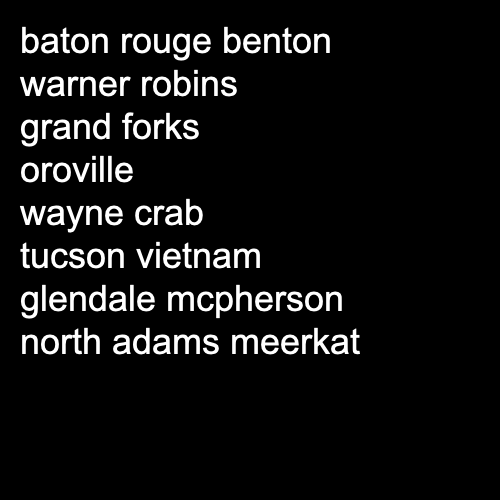 baton rouge benton
warner robins
grand forks
oroville
wayne crab
tucson vietnam
glendale mcpherson
north adams meerkat